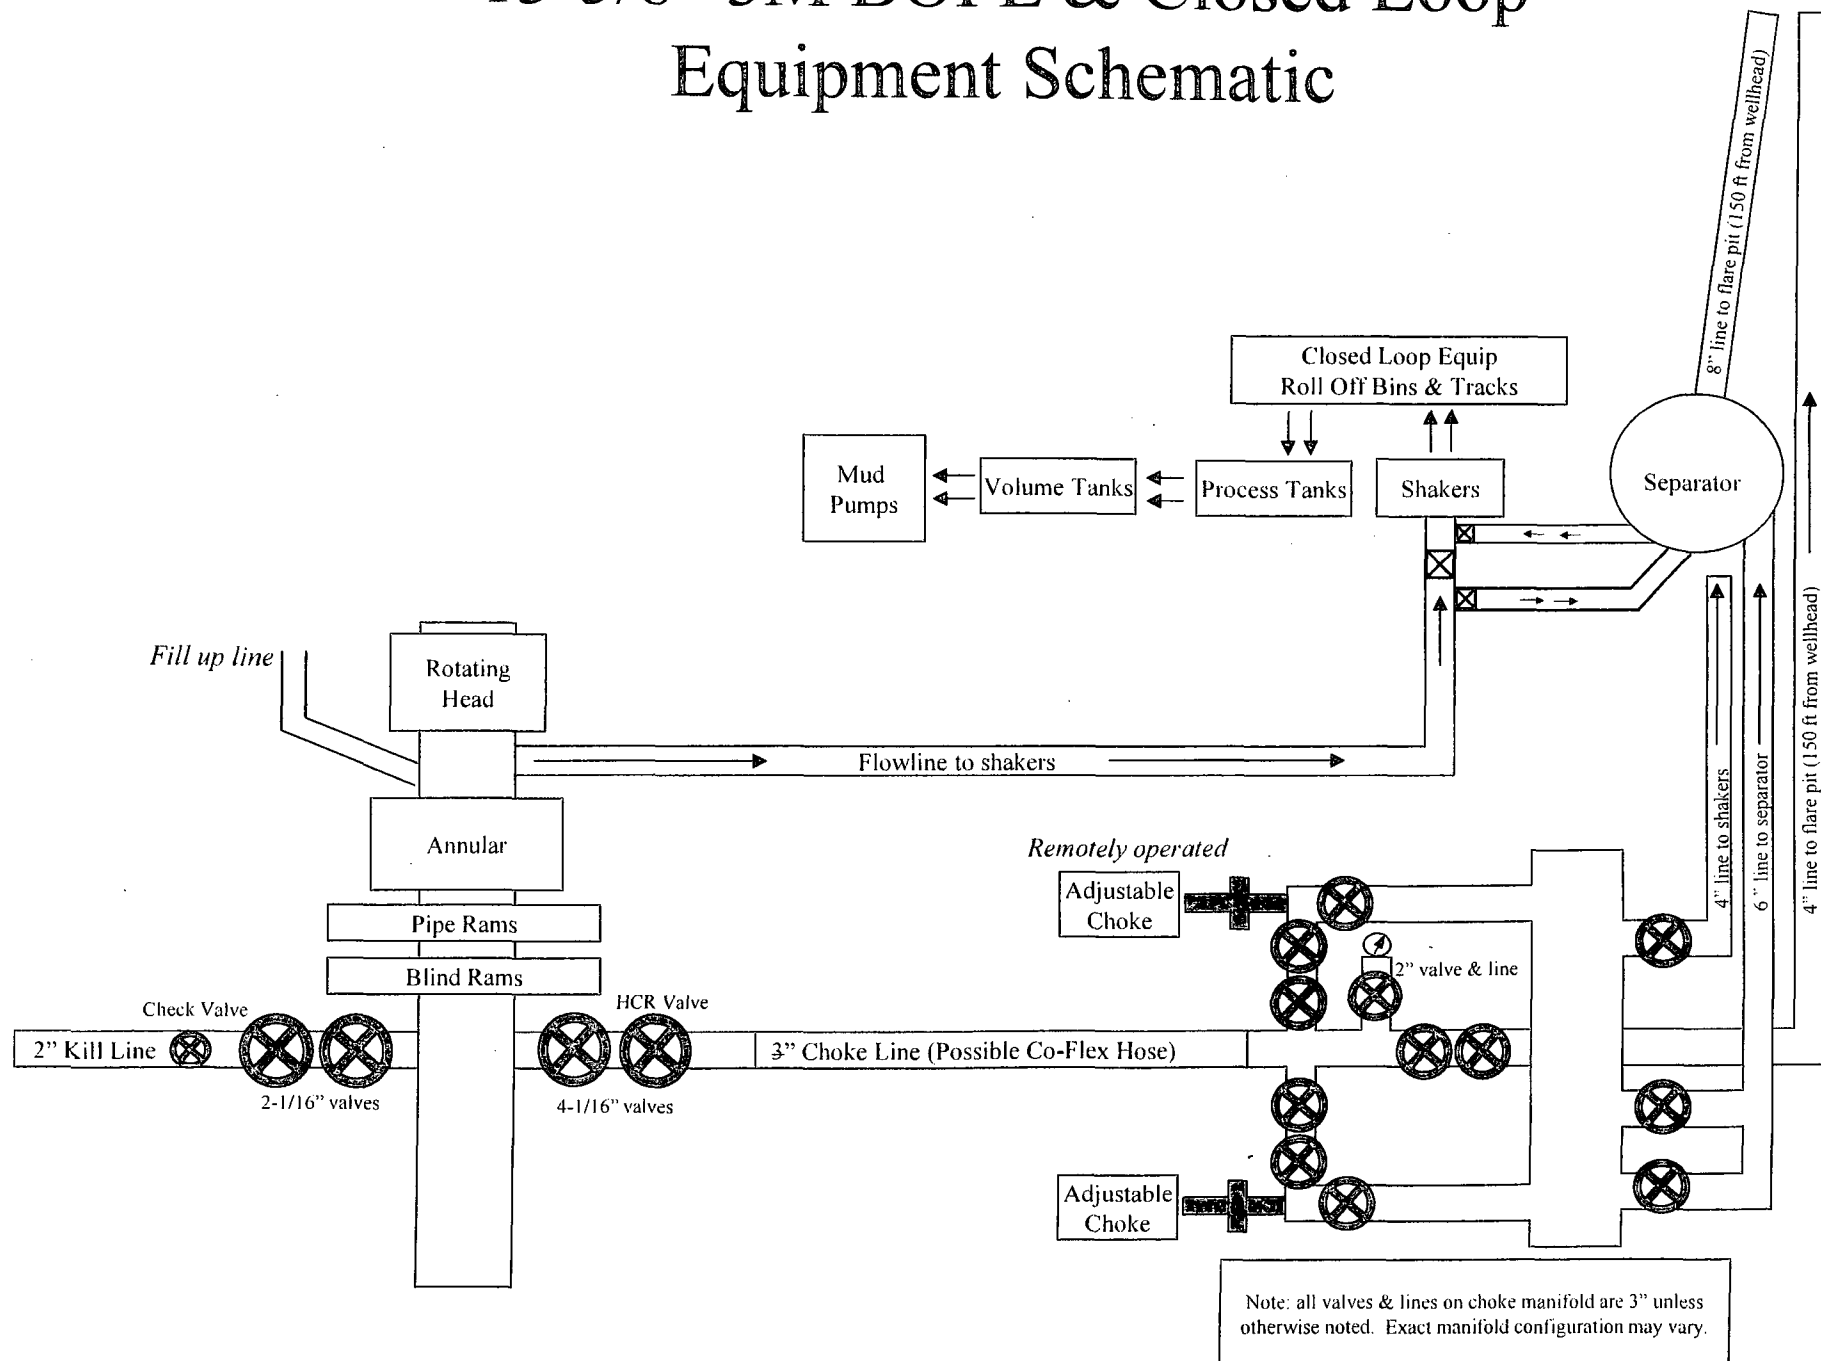 Equipment Schematic
8” line to flare pit (150 ft from wellhead)
Closed Loop Equip
Roll Off Bins & Tracks
Mud
Pumps
Volume Tanks
Process Tanks
Shakers
Separator
Fill up line
Rotating
Head
Flowline to shakers
Annular
Pipe Rams
Blind Rams
Check Valve
HCR Valve
2” Kill Line
3” Choke Line (Possible Co-Flex Hose)
2-1/16” valves
4-1/16” valves
Remotely operated
Adjustable
Choke
2” valve & line
Adjustable
Choke
4” line to shakers
6” line to separator
4” line to flare pit (150 ft from wellhead)
Note: all valves & lines on choke manifold are 3” unless
otherwise noted. Exact manifold configuration may vary.